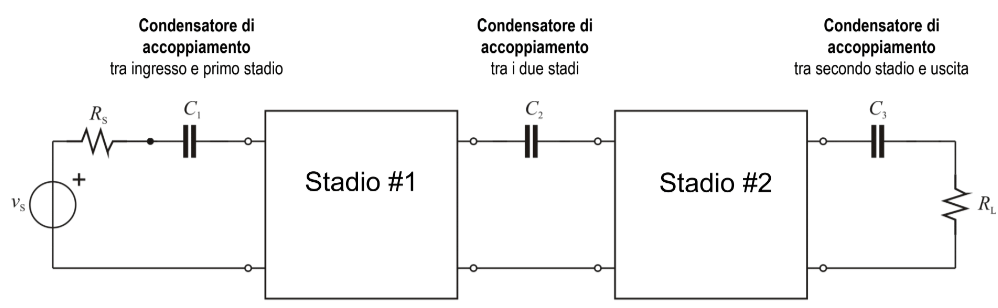 Condensatore di
accoppiamento
tra ingresso e primo stadio
Condensatore di
accoppiamento
tra i due stadi
Condensatore di
accoppiamento
tra secondo stadio e uscita
R_S
C_1
C_2
C_3
+
v_S
Stadio #1
Stadio #2
R_L